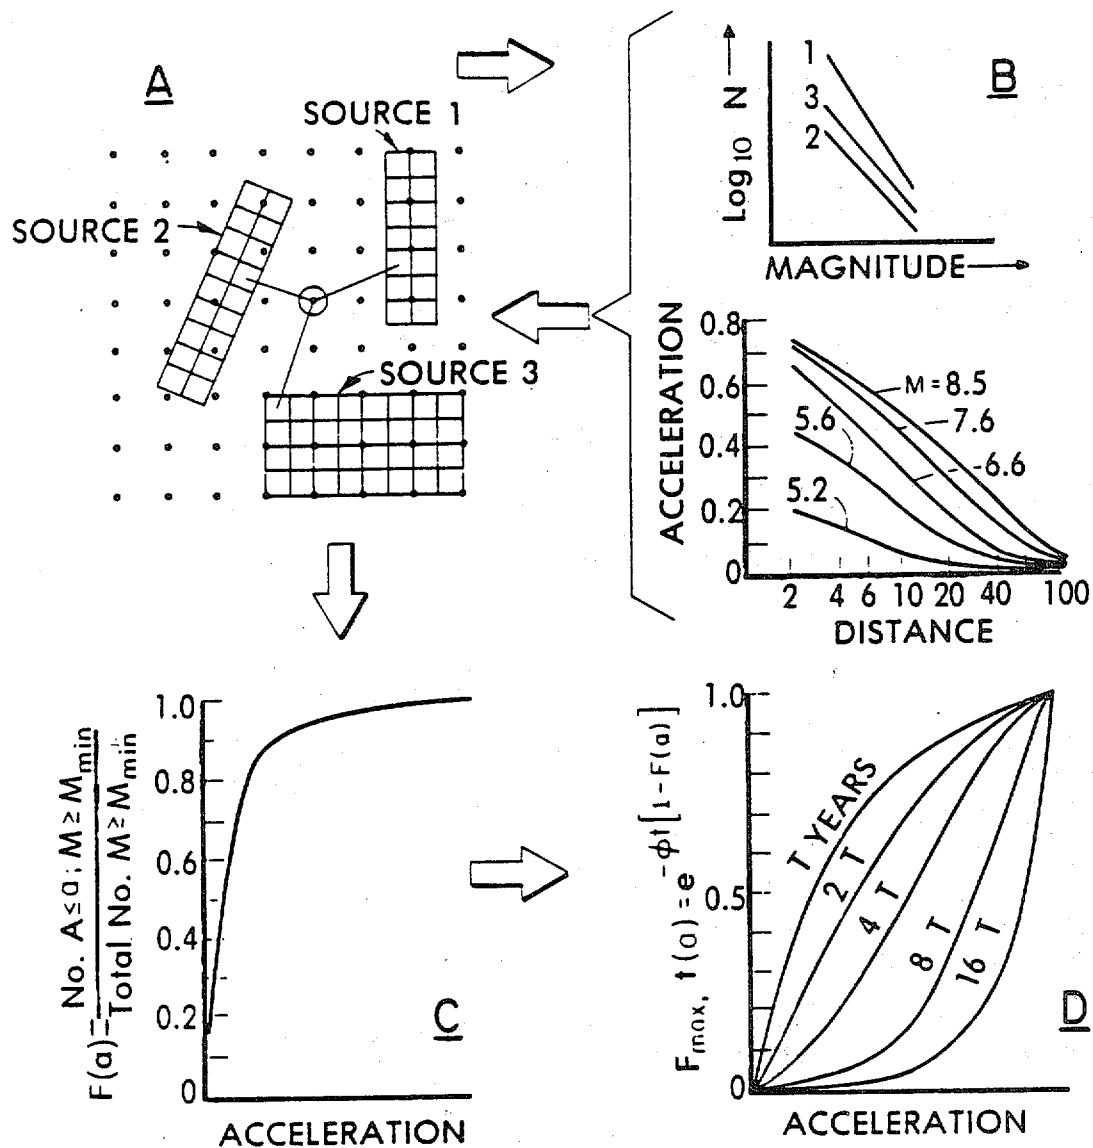 A
SOURCE 1
SOURCE 2
SOURCE 3
B
Log10 N
1
3
2
MAGNITUDE
ACCELERATION
0.8
0.6
0.4
0.2
0
M = 8.5
7.6
6.6
5.6
5.2
2 4 6 10 20 40 100
DISTANCE
F(a) = No. A ≤ a ; M ≥ Mmin
Total No. M ≥ Mmin
1.0
0.8
0.6
0.4
0.2
0
C
ACCELERATION
Fmax, t(a) = e^-ϕt[1-F(a)]
1.0
0.5
0
T YEARS
2 T
4 T
8 T
16 T
D
ACCELERATION